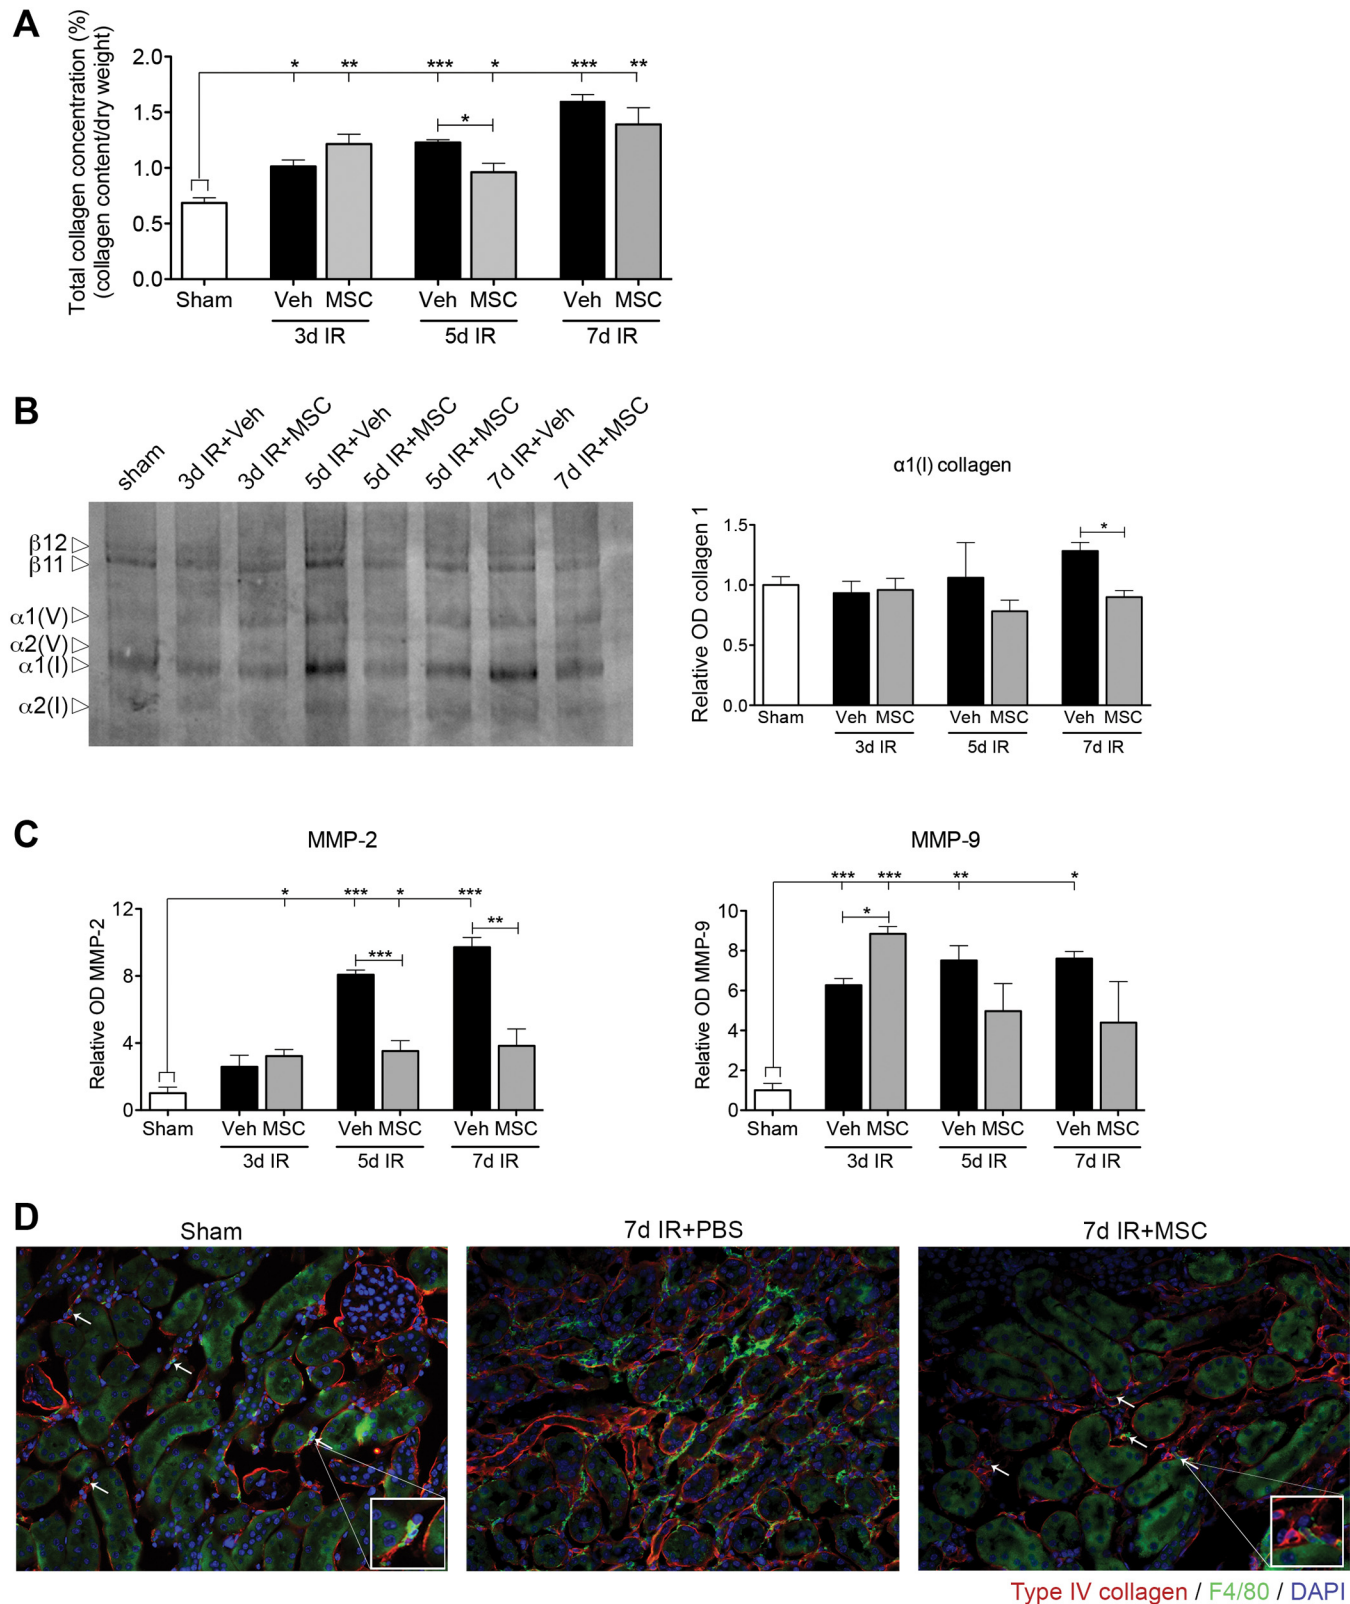 A
Total collagen concentration (%)
(collagen content/dry weight)
2.0
1.5
1.0
0.5
0.0
* ** *** * *** **
*
Sham Veh MSC Veh MSC Veh MSC
3d IR 5d IR 7d IR
B
sham 3d IR+Veh 3d IR+MSC 5d IR+Veh 5d IR+MSC 5d IR+MSC 7d IR+Veh 7d IR+MSC
β12
β11
α1(V)
α2(V)
α1(I)
α2(I)
α1(I) collagen
Relative OD collagen 1
1.5
1.0
0.5
0.0
*
Sham Veh MSC Veh MSC Veh MSC
3d IR 5d IR 7d IR
C
MMP-2
Relative OD MMP-2
12
8
4
0
* *** * ***
*** **
Sham Veh MSC Veh MSC Veh MSC
3d IR 5d IR 7d IR
MMP-9
Relative OD MMP-9
10
8
6
4
2
0
*** *** ** *
*
Sham Veh MSC Veh MSC Veh MSC
3d IR 5d IR 7d IR
D
Sham 7d IR+PBS 7d IR+MSC
Type IV collagen / F4/80 / DAPI